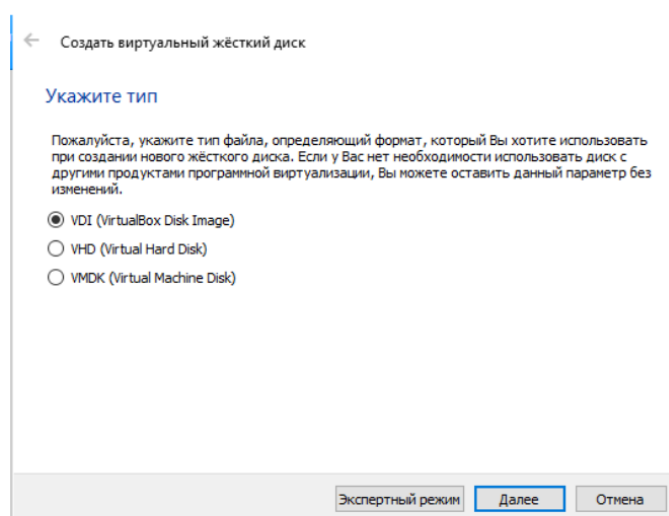 Создать виртуальный жёсткий диск
Укажите тип
Пожалуйста, укажите тип файла, определяющий формат, который Вы хотите использовать
при создании нового жёсткого диска. Если у Вас нет необходимости использовать диск с
другими продуктами программной виртуализации, Вы можете оставить данный параметр без
изменений.
VDI (VirtualBox Disk Image)
VHD (Virtual Hard Disk)
VMDK (Virtual Machine Disk)
Экспертный режим Далее Отмена